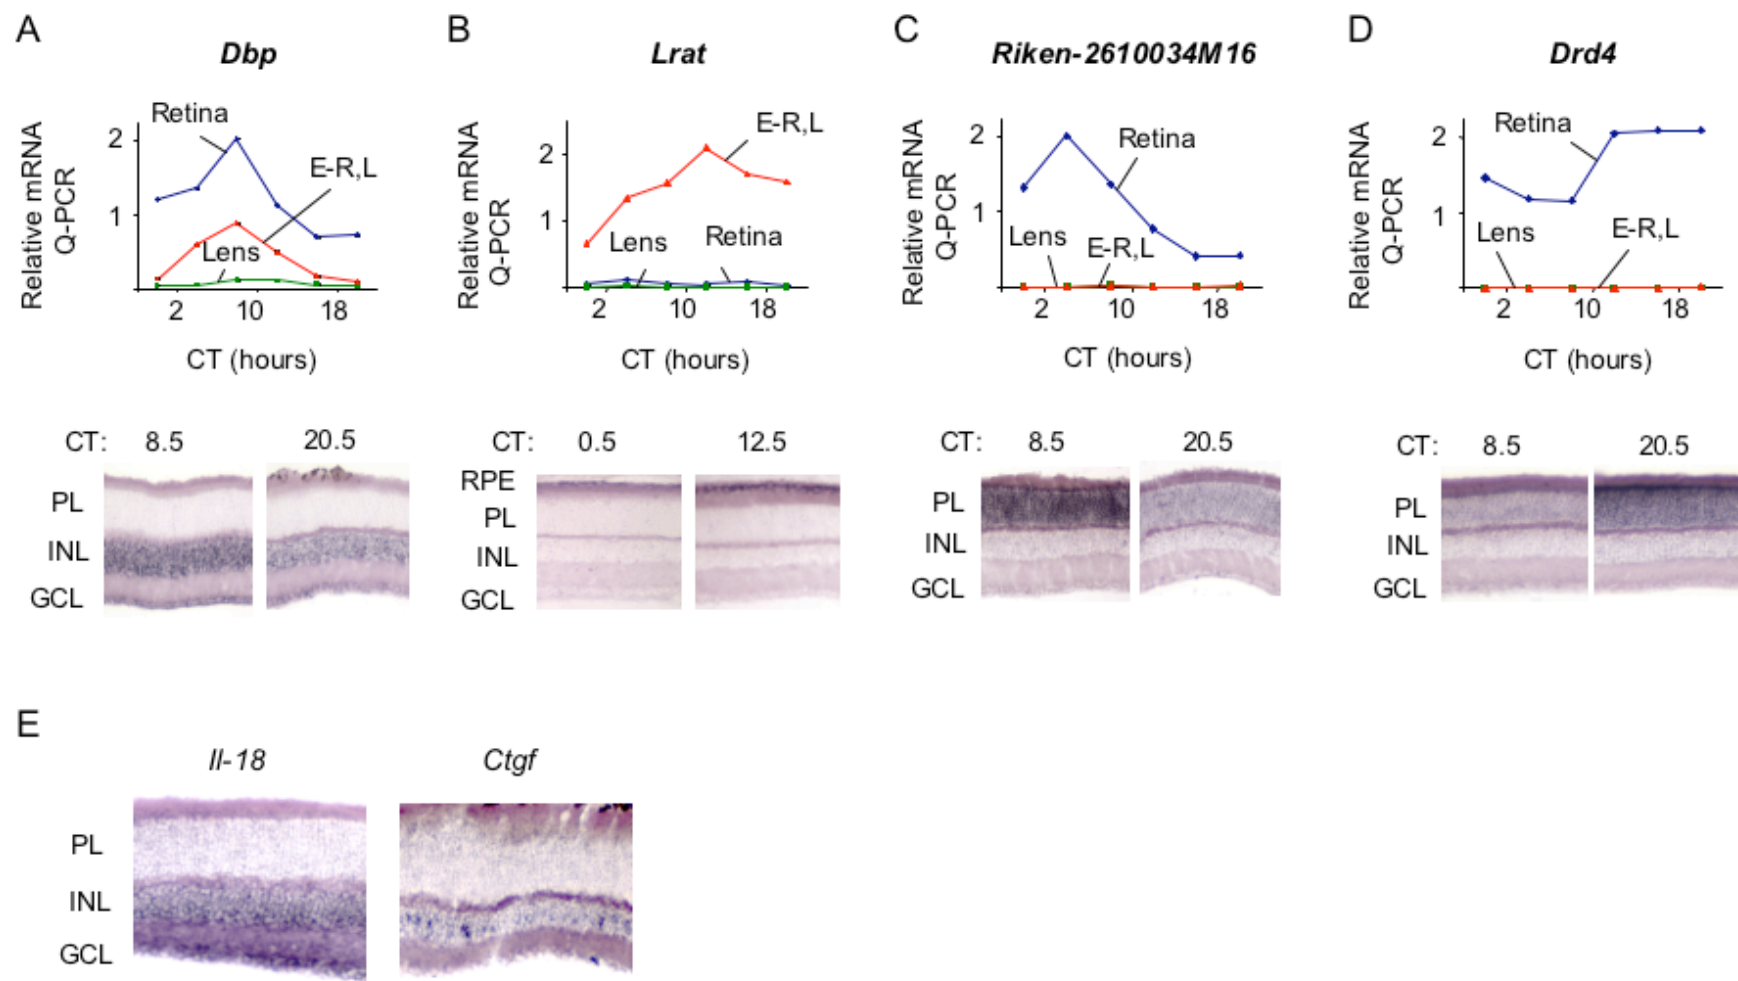 A
Dbp
Relative mRNA
Q-PCR
2
1
Retina
E-R,L
Lens
2 10 18
CT (hours)
CT: 8.5 20.5
PL
INL
GCL
B
Lrat
Relative mRNA
Q-PCR
2
1
E-R,L
Lens
Retina
2 10 18
CT (hours)
CT: 0.5 12.5
RPE
PL
INL
GCL
C
Riken-2610034M16
Relative mRNA
Q-PCR
2
1
Retina
Lens
E-R,L
2 10 18
CT (hours)
CT: 8.5 20.5
PL
INL
GCL
D
Drd4
Relative mRNA
Q-PCR
2
1
Retina
Lens
E-R,L
2 10 18
CT (hours)
CT: 8.5 20.5
PL
INL
GCL
E
Il-18 Ctgf
PL
INL
GCL